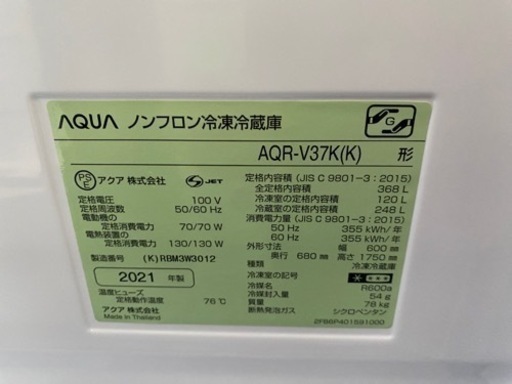 AQUA ノンフロン冷凍冷蔵庫
G
AQR-V37K(K) 形
PS E アクア 株式会社 S JET
定格電圧 100 V
定格周波数 50/60 Hz
電動機の
定格消費電力 70/70 W
電熱装置の
定格消費電力 130/130 W
製造番号 (K)RBM3W3012
2021 年製
温度ヒューズ
定格動作温度 76℃
アクア 株式会社
Made in Thailand
定格内容積 (JIS C 9801-3:2015)
全定格内容積 368 L
冷凍室の定格内容積 120 L
冷蔵室の定格内容積 248 L
消費電力量 (JIS C 9801-3:2015)
50 Hz 355 kWh/年
60 Hz 355 kWh/年
外形寸法 幅 600 mm
奥行 680 mm 高さ 1750 mm
種類 冷凍冷蔵庫
冷凍室の記号
冷媒名 R600a
冷媒封入量 54 g
質量 78 kg
断熱発泡ガス シクロペンタン